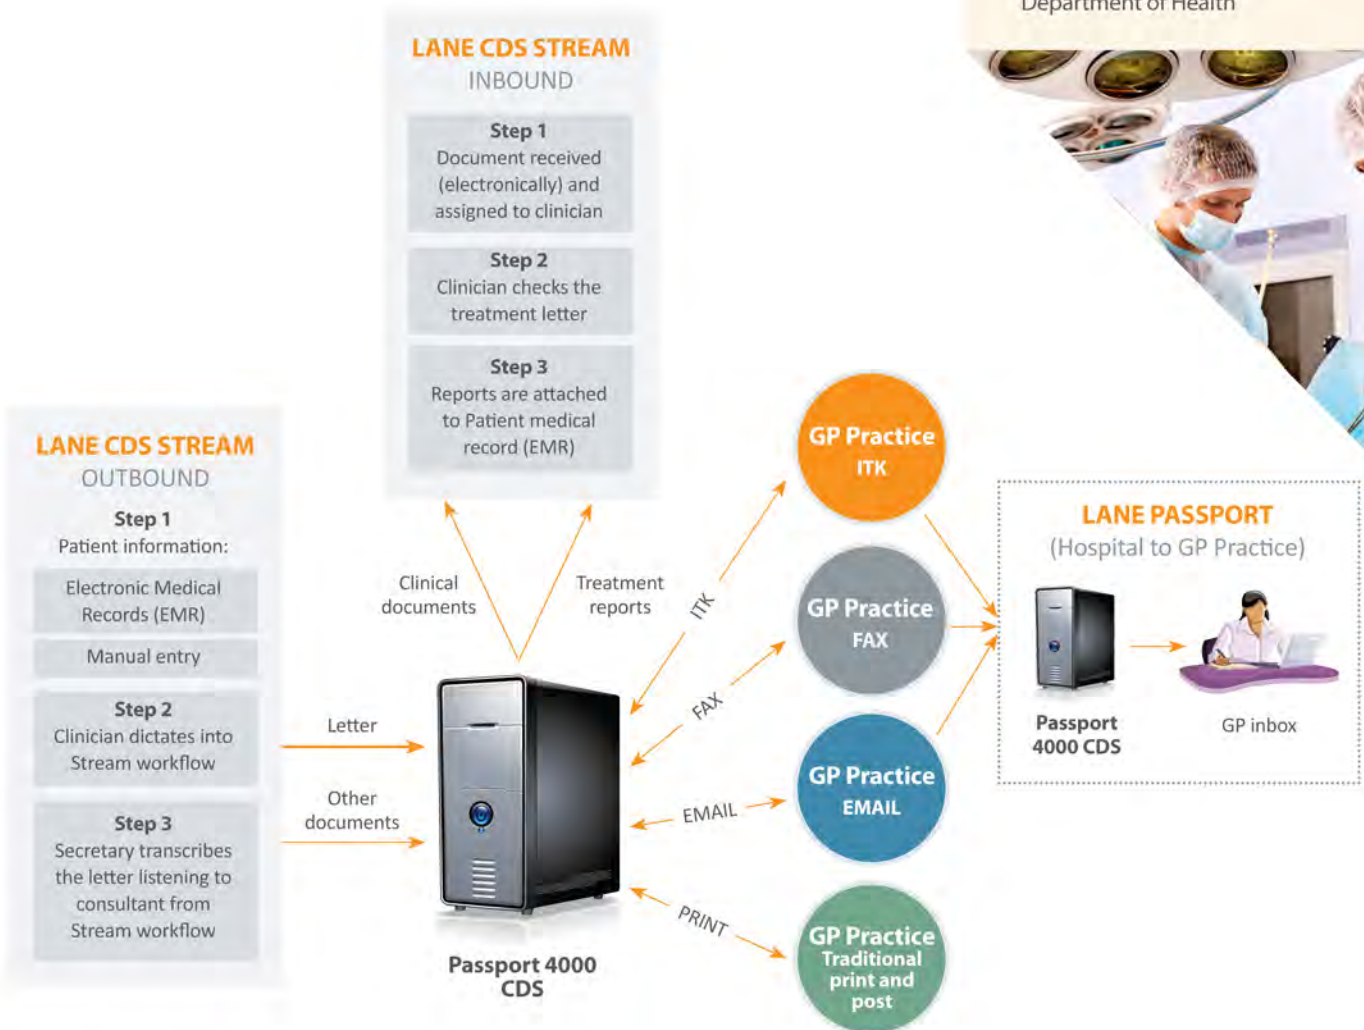 Department of Health
LANE CDS STREAM
INBOUND
Step 1
Document received
(electronically) and
assigned to clinician
Step 2
Clinician checks the
treatment letter
Step 3
Reports are attached
to Patient medical
record (EMR)
LANE CDS STREAM
OUTBOUND
Step 1
Patient information:
Electronic Medical
Records (EMR)
Manual entry
Step 2
Clinician dictates into
Stream workflow
Step 3
Secretary transcribes
the letter listening to
consultant from
Stream workflow
Clinical
documents
Treatment
reports
Letter
Other
documents
Passport 4000
CDS
ITK
FAX
EMAIL
PRINT
GP Practice
ITK
GP Practice
FAX
GP Practice
EMAIL
GP Practice
Traditional
print and
post
LANE PASSPORT
(Hospital to GP Practice)
Passport
4000 CDS
GP inbox